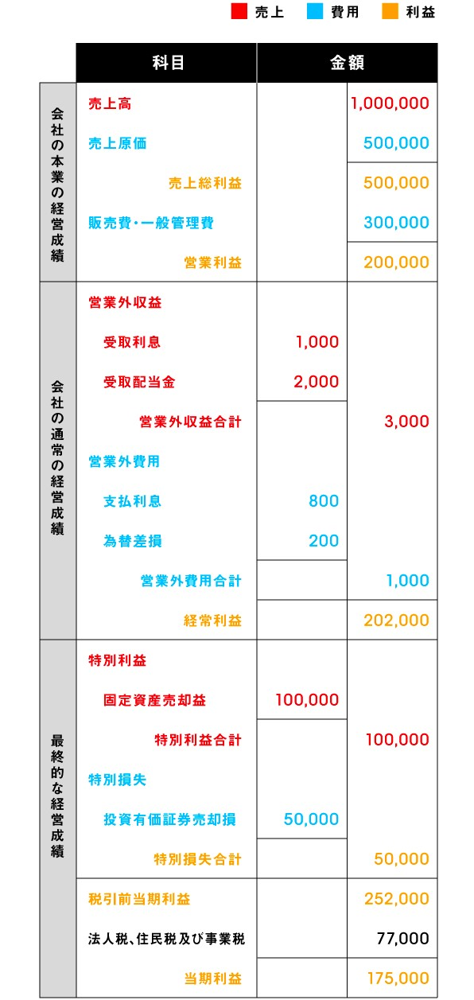 売上 費用 利益
科目 金額
会社の本業の経営成績
売上高 1,000,000
売上原価 500,000
売上総利益 500,000
販売費・一般管理費 300,000
営業利益 200,000
会社の通常の経営成績
営業外収益
受取利息 1,000
受取配当金 2,000
営業外収益合計 3,000
営業外費用
支払利息 800
為替差損 200
営業外費用合計 1,000
経常利益 202,000
最終的な経営成績
特別利益
固定資産売却益 100,000
特別利益合計 100,000
特別損失
投資有価証券売却損 50,000
特別損失合計 50,000
税引前当期利益 252,000
法人税、住民税及び事業税 77,000
当期利益 175,000